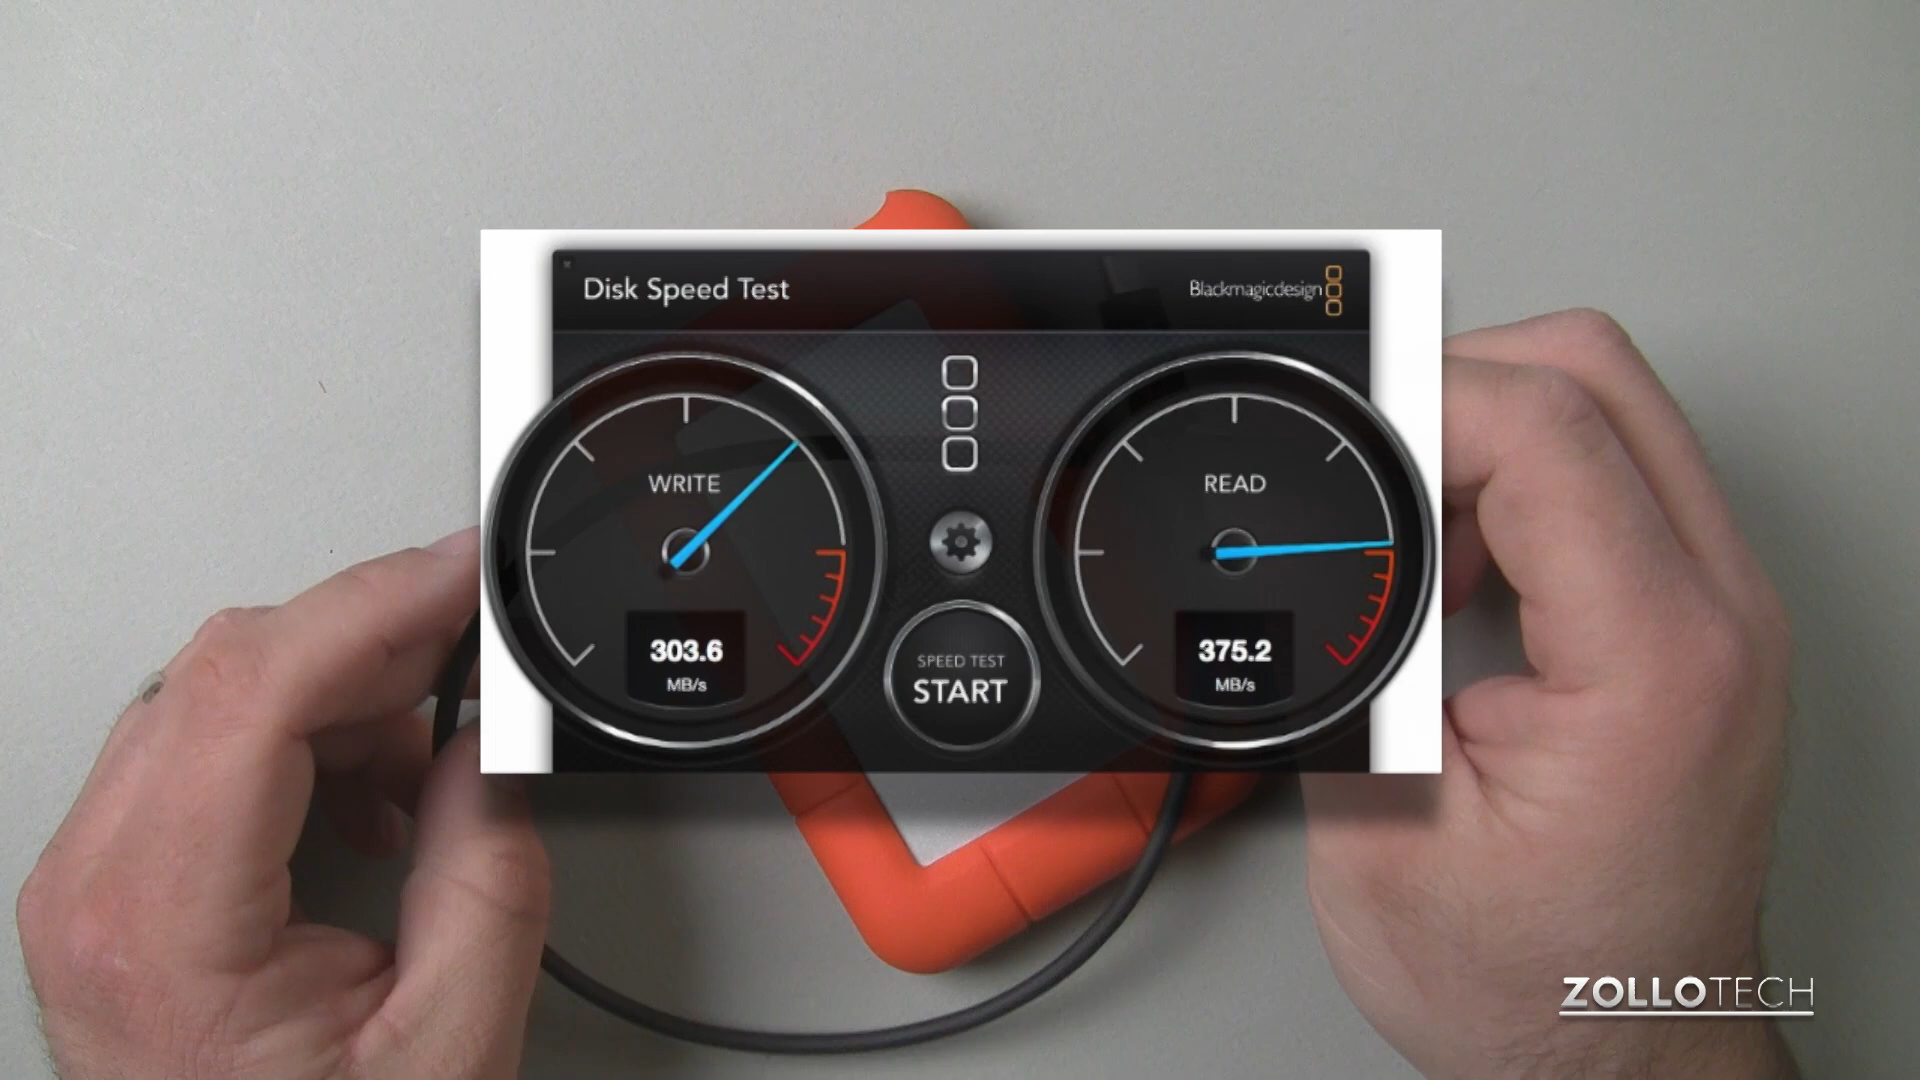 Disk Speed Test
Blackmagicdesign
WRITE
READ
303.6
MB/s
375.2
MB/s
SPEED TEST
START
ZOLLOTECH